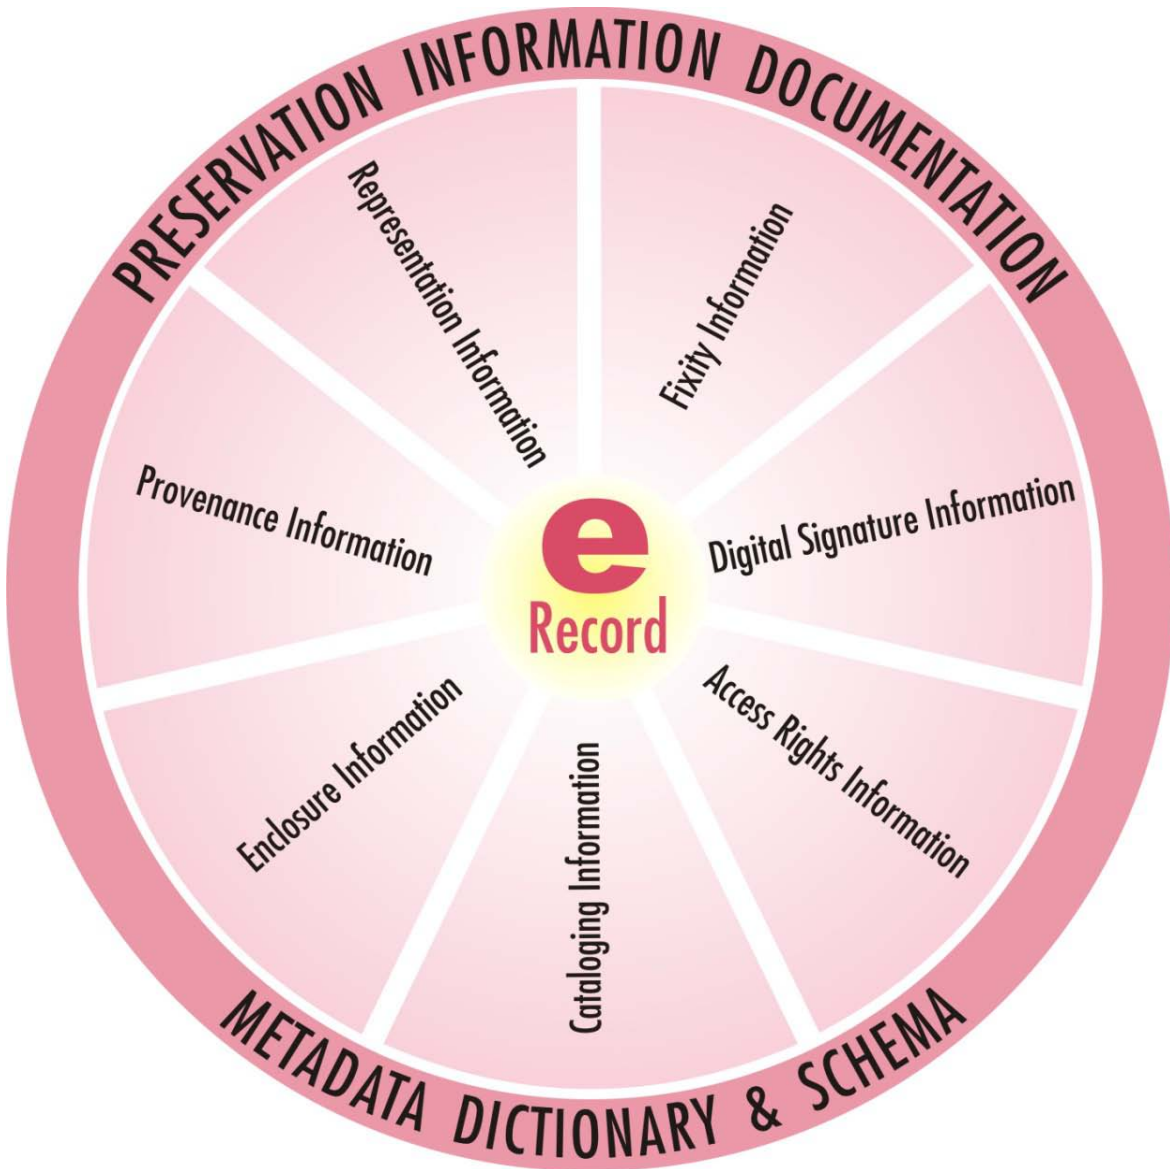 PRESERVATION INFORMATION DOCUMENTATION
Representation Information
Fixity Information
Provenance Information
Digital Signature Information
e
Record
Enclosure Information
Access Rights Information
Cataloging Information
METADATA DICTIONARY & SCHEMA